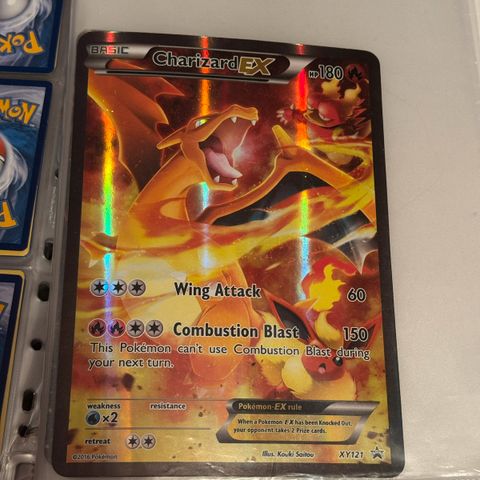 BASIC Charizard EX HP180
Wing Attack 60
Combustion Blast 150
This Pokémon can't use Combustion Blast during
your next turn.
weakness resistance
×2
retreat
Pokémon-EX rule
When a Pokémon-EX has been Knocked Out,
your opponent takes 2 Prize cards.
©2016 Pokémon Illus. Kouki Saitou XY121